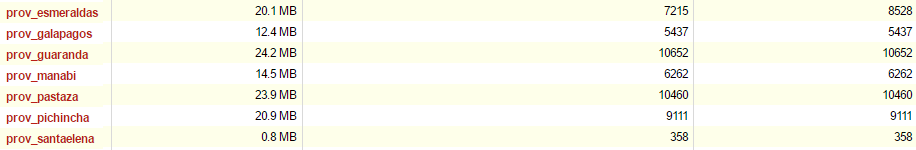 prov_esmeraldas 20.1 MB 7215 8528
prov_galapagos 12.4 MB 5437 5437
prov_guaranda 24.2 MB 10652 10652
prov_manabi 14.5 MB 6262 6262
prov_pastaza 23.9 MB 10460 10460
prov_pichincha 20.9 MB 9111 9111
prov_santaelena 0.8 MB 358 358